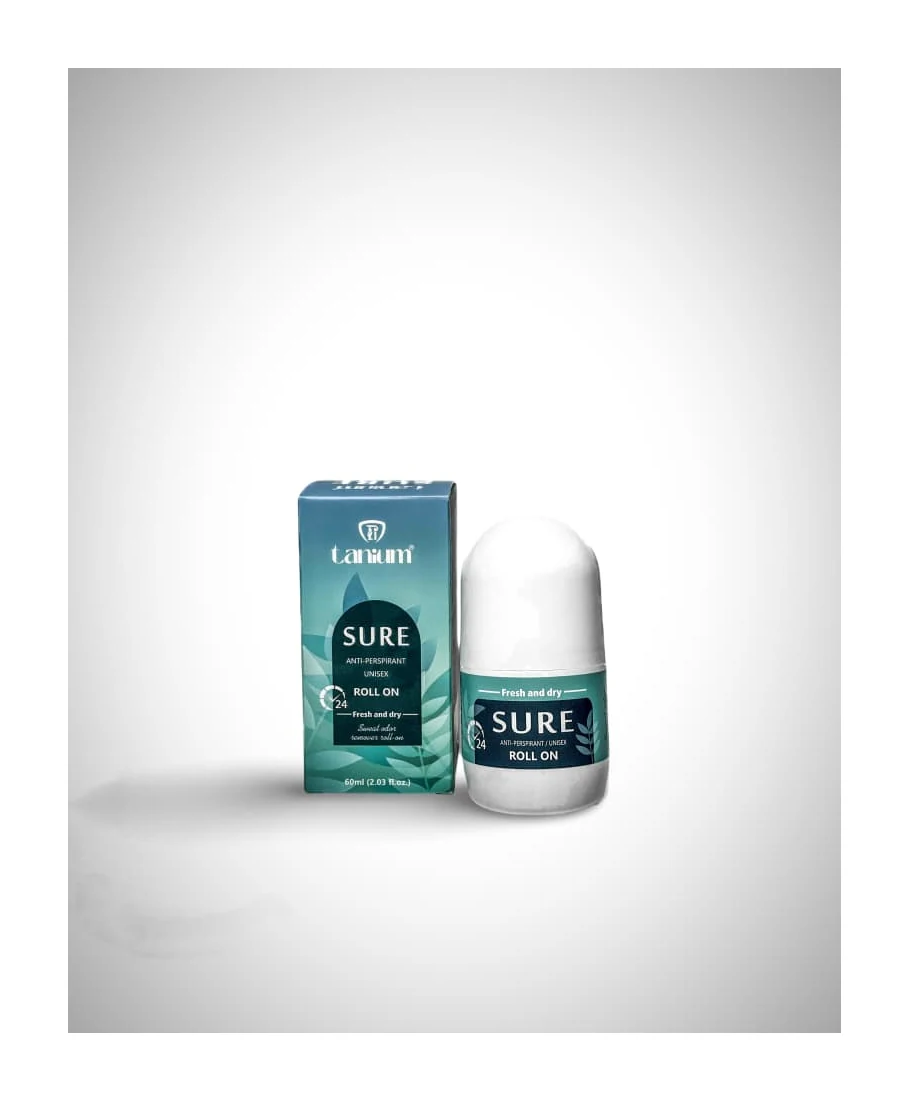 tanium®
SURE
ANTI-PERSPIRANT
UNISEX
ROLL ON
24
Fresh and dry
Sweat odor
remover roll-on
60ml (2.03 fl.oz.)
Fresh and dry
SURE
24
ANTI-PERSPIRANT / UNISEX
ROLL ON